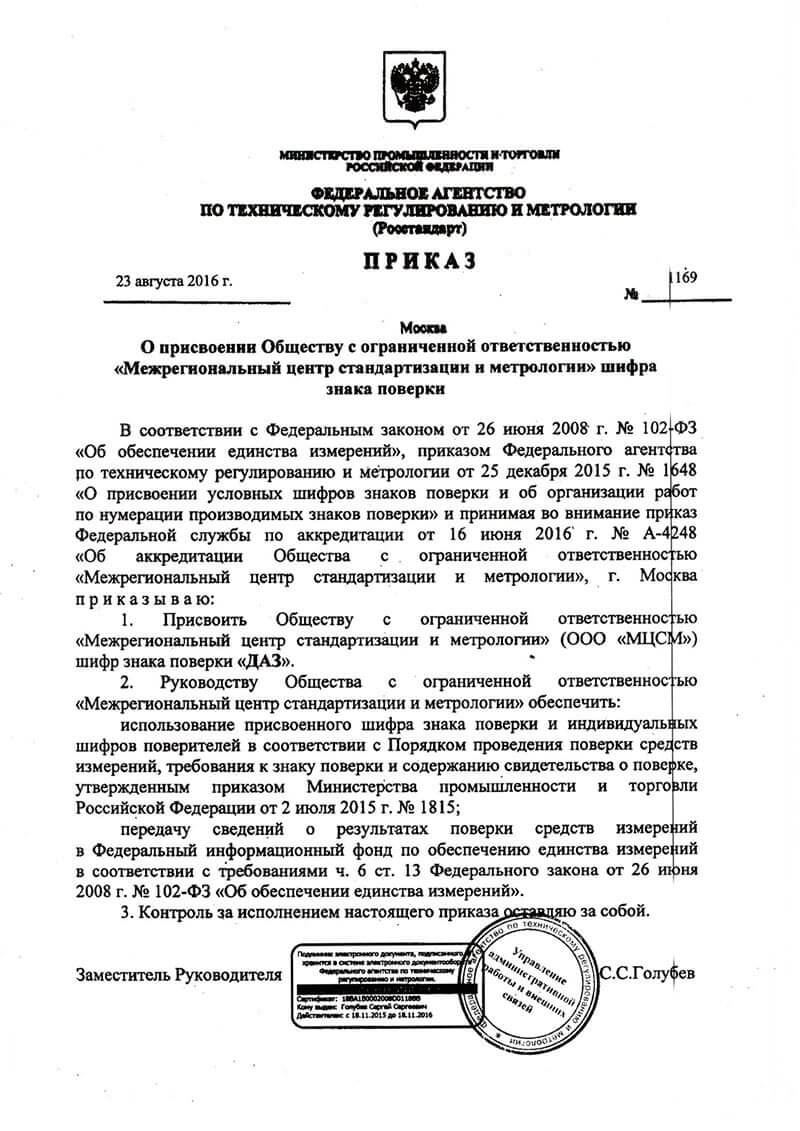 МИНИСТЕРСТВО ПРОМЫШЛЕННОСТИ И ТОРГОВЛИ
РОССИЙСКОЙ ФЕДЕРАЦИИ
ФЕДЕРАЛЬНОЕ АГЕНТСТВО
ПО ТЕХНИЧЕСКОМУ РЕГУЛИРОВАНИЮ И МЕТРОЛОГИИ
(Росстандарт)
ПРИКАЗ
23 августа 2016 г.
№ 1169
Москва
О присвоении Обществу с ограниченной ответственностью
«Межрегиональный центр стандартизации и метрологии» шифра
знака поверки
В соответствии с Федеральным законом от 26 июня 2008 г. № 102-ФЗ
«Об обеспечении единства измерений», приказом Федерального агентства
по техническому регулированию и метрологии от 25 декабря 2015 г. № 1648
«О присвоении условных шифров знаков поверки и об организации работ
по нумерации производимых знаков поверки» и принимая во внимание приказ
Федеральной службы по аккредитации от 16 июня 2016 г. № А-4248
«Об аккредитации Общества с ограниченной ответственностью
«Межрегиональный центр стандартизации и метрологии», г. Москва
п р и к а з ы в а ю:
1. Присвоить Обществу с ограниченной ответственностью
«Межрегиональный центр стандартизации и метрологии» (ООО «МЦСМ»)
шифр знака поверки «ДАЗ».
2. Руководству Общества с ограниченной ответственностью
«Межрегиональный центр стандартизации и метрологии» обеспечить:
использование присвоенного шифра знака поверки и индивидуальных
шифров поверителей в соответствии с Порядком проведения поверки средств
измерений, требования к знаку поверки и содержанию свидетельства о поверке,
утвержденным приказом Министерства промышленности и торговли
Российской Федерации от 2 июля 2015 г. № 1815;
передачу сведений о результатах поверки средств измерений
в Федеральный информационный фонд по обеспечению единства измерений
в соответствии с требованиями ч. 6 ст. 13 Федерального закона от 26 июня
2008 г. № 102-ФЗ «Об обеспечении единства измерений».
3. Контроль за исполнением настоящего приказа оставляю за собой.
Заместитель Руководителя
Подлинник электронного документа, подписанного
хранится в системе электронного документооборота
Федерального агентства по техническому
регулированию и метрологии.
Кому выдан: Голубев Сергей Сергеевич
Действителен: с 18.11.2015 до 18.11.2016
Управление
административной
работы и внешних
связей
С.С.Голубев